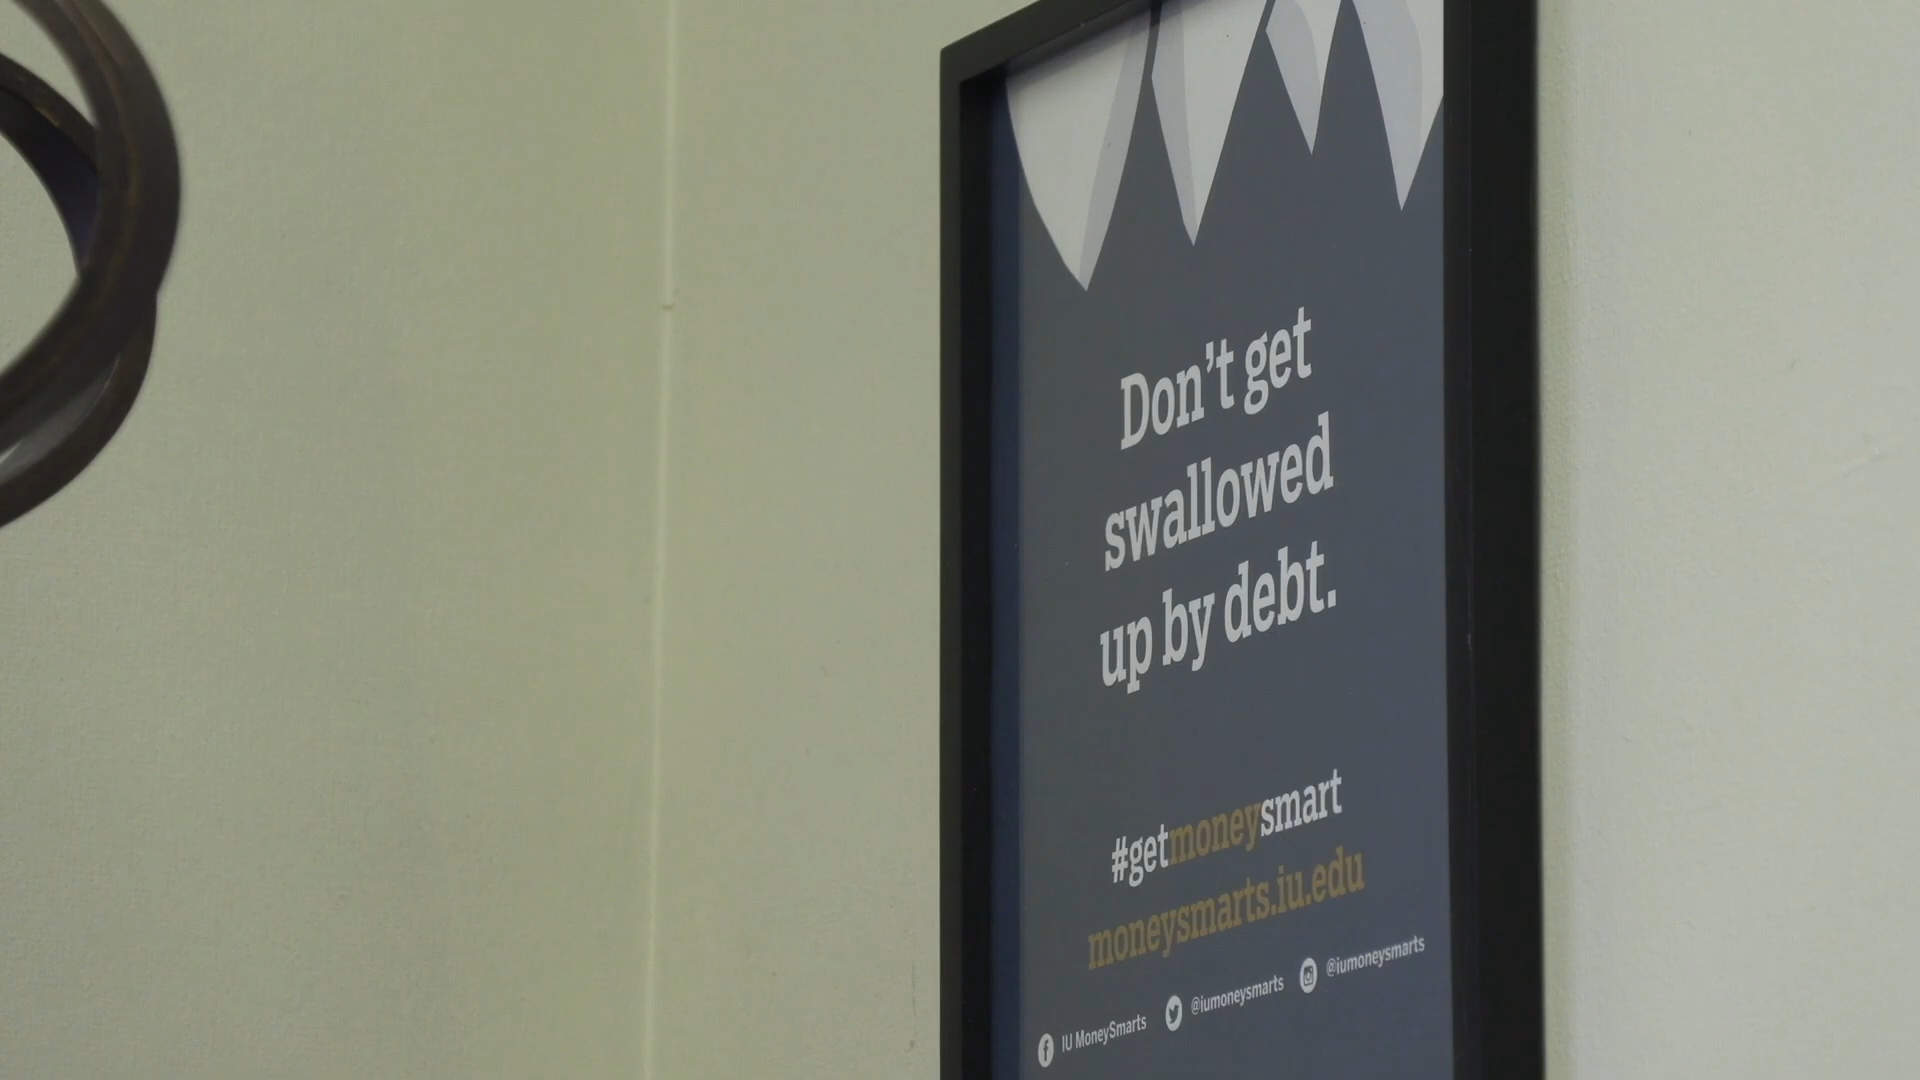 Don't get
swallowed
up by debt.
#getmoneysmart
moneysmarts.iu.edu
IU MoneySmarts @iumoneysmarts @iumoneysmarts